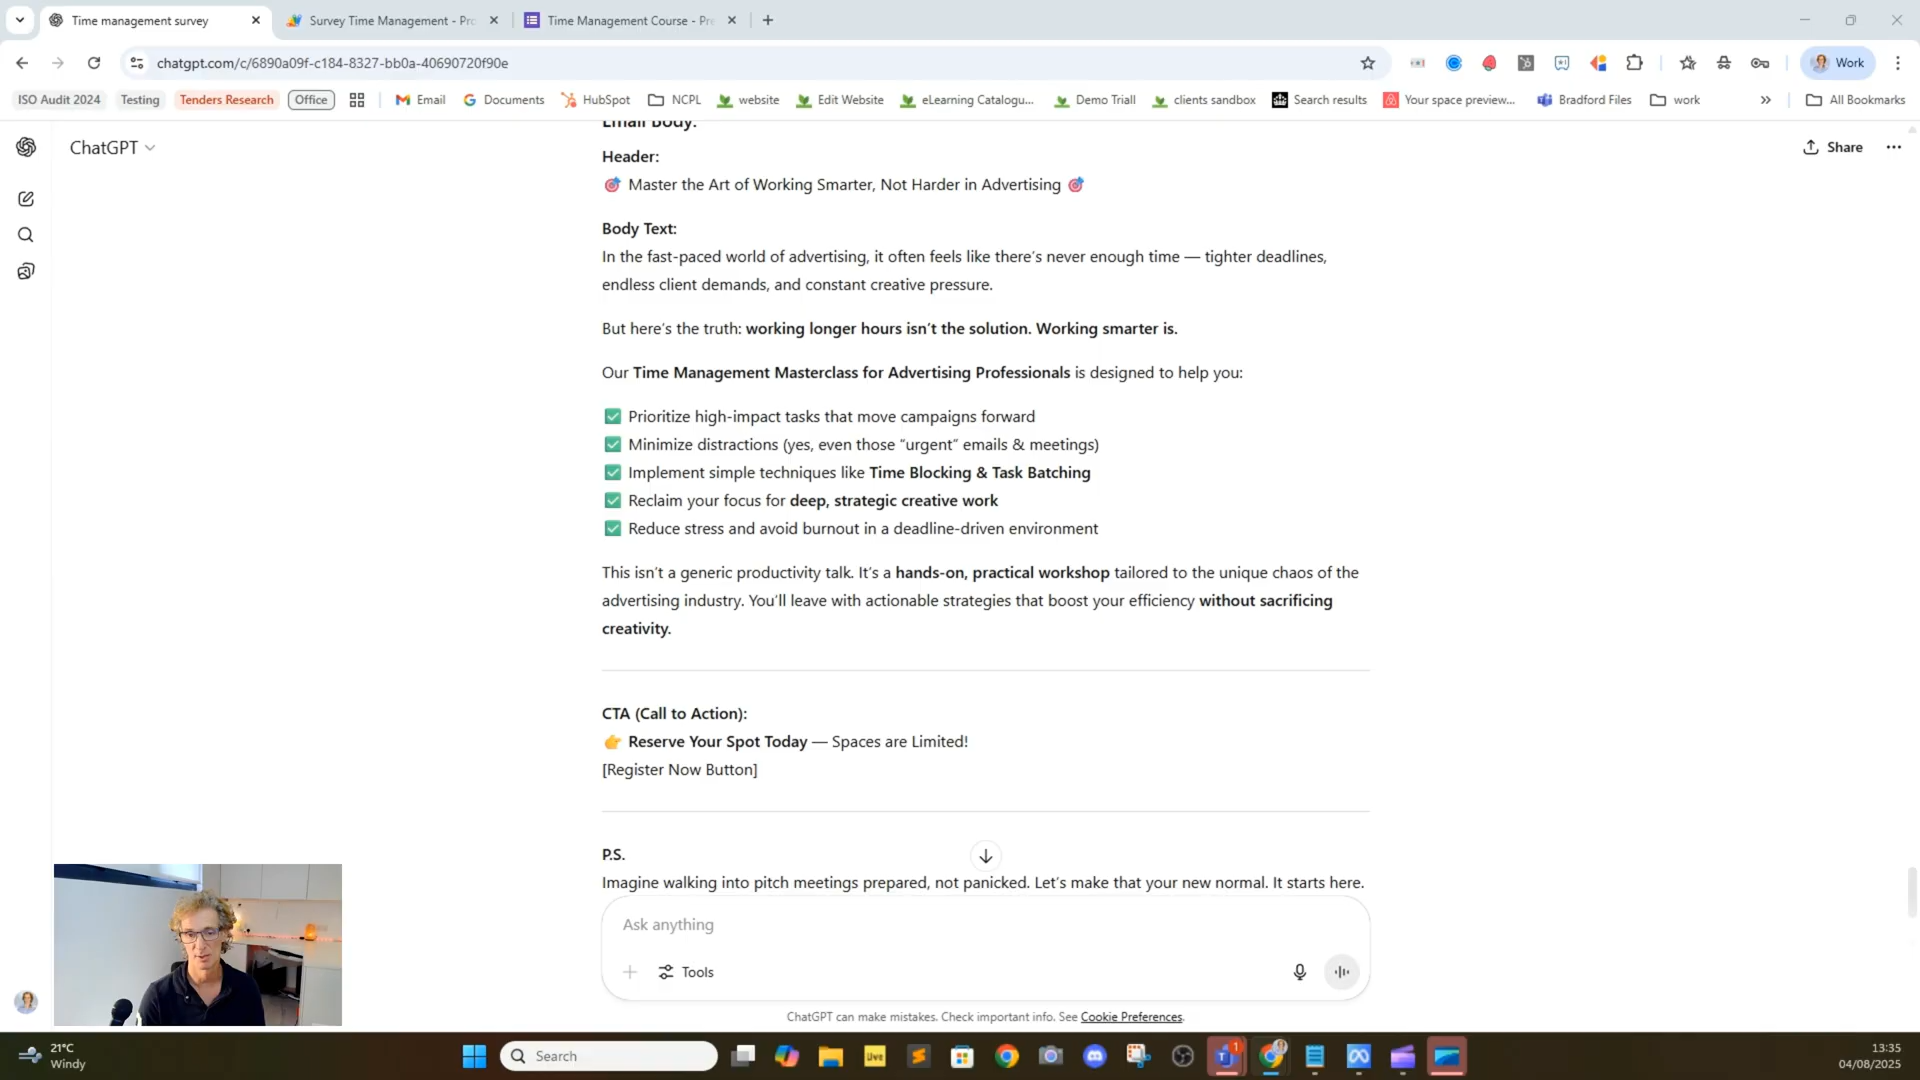 Time management survey
Survey Time Management - Pro
Time Management Course - Pre
chatgpt.com/c/6890a09f-c184-8327-bb0a-40690720f90e
Work
ISO Audit 2024
Testing
Tenders Research
Office
Email
Documents
HubSpot
NCPL
website
Edit Website
eLearning Catalogu...
Demo Triall
clients sandbox
Search results
Your space preview...
Bradford Files
work
All Bookmarks
ChatGPT
Share
Email Body:
Header:
🎯 Master the Art of Working Smarter, Not Harder in Advertising 🎯
Body Text:
In the fast-paced world of advertising, it often feels like there's never enough time — tighter deadlines,
endless client demands, and constant creative pressure.
But here's the truth: working longer hours isn't the solution. Working smarter is.
Our Time Management Masterclass for Advertising Professionals is designed to help you:
✅ Prioritize high-impact tasks that move campaigns forward
✅ Minimize distractions (yes, even those “urgent” emails & meetings)
✅ Implement simple techniques like Time Blocking & Task Batching
✅ Reclaim your focus for deep, strategic creative work
✅ Reduce stress and avoid burnout in a deadline-driven environment
This isn't a generic productivity talk. It's a hands-on, practical workshop tailored to the unique chaos of the
advertising industry. You'll leave with actionable strategies that boost your efficiency without sacrificing
creativity.
CTA (Call to Action):
👉 Reserve Your Spot Today — Spaces are Limited!
[Register Now Button]
P.S.
Imagine walking into pitch meetings prepared, not panicked. Let's make that your new normal. It starts here.
Ask anything
Tools
ChatGPT can make mistakes. Check important info. See Cookie Preferences.
21°C
Windy
Search
live
1
13:35
04/08/2025